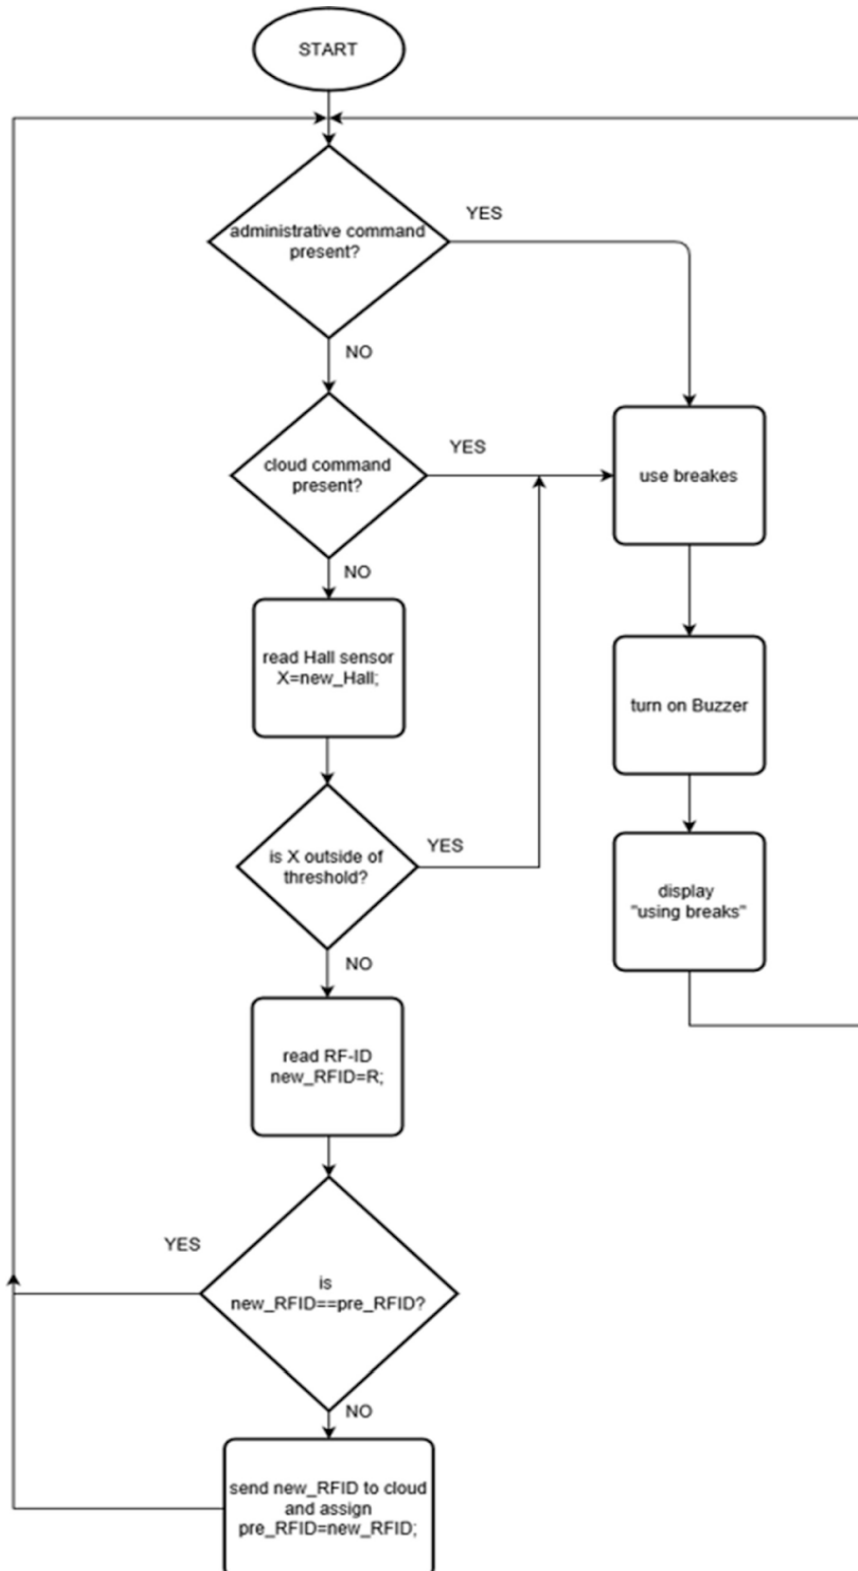 START
administrative command
present?
YES
NO
cloud command
present?
YES
NO
use breakes
read Hall sensor
X=new_Hall;
turn on Buzzer
is X outside of
threshold?
YES
NO
display
"using breaks"
read RF-ID
new_RFID=R;
YES
is
new_RFID==pre_RFID?
NO
send new_RFID to cloud
and assign
pre_RFID=new_RFID;